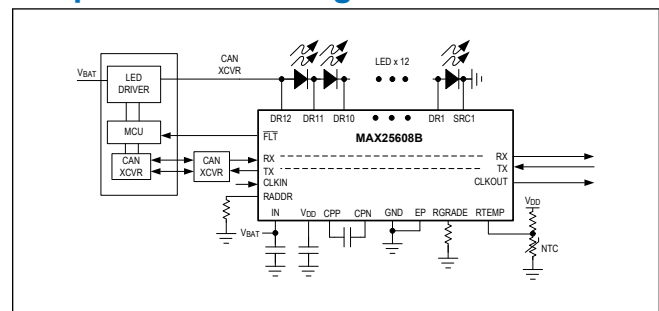 CAN
XCVR
LED x 12
VBAT
LED
DRIVER
DR12
DR11
DR10
DR1
SRC1
MCU
FLT
MAX25608B
CAN
XCVR
CAN
XCVR
RX
TX
CLKIN
RADDR
RX
TX
CLKOUT
IN
VDD
CPP
CPN
GND
EP
RGRADE
RTEMP
VDD
VBAT
NTC